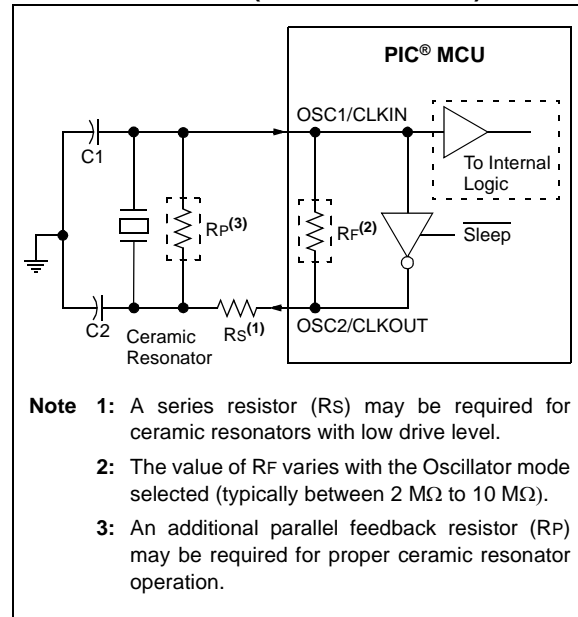 PIC® MCU
OSC1/CLKIN
C1
To Internal
Logic
RP(3)
RF(2)
Sleep
C2
Ceramic
Resonator
RS(1)
OSC2/CLKOUT
Note 1: A series resistor (RS) may be required for
ceramic resonators with low drive level.
2: The value of RF varies with the Oscillator mode
selected (typically between 2 MΩ to 10 MΩ).
3: An additional parallel feedback resistor (RP)
may be required for proper ceramic resonator
operation.